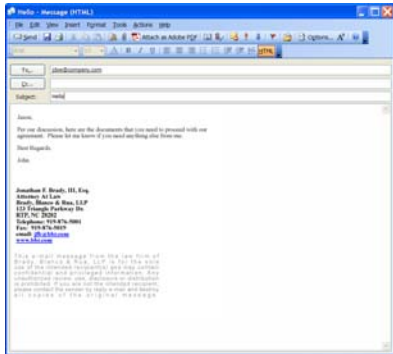 Hello - Message (HTML)
File Edit View Insert Format Tools Actions Help
Send Attach as Adobe PDF Options... HTML
To...
Cc...
Subject: Hello
Jason,
Per our discussion, here are the documents that you need to proceed with our
agreement. Please let me know if you need anything else from me.
Best Regards,
John
Jonathan F. Brady, III, Esq.
Attorney At Law
Brady, Blanco & Rua, LLP
123 Triangle Parkway Dr.
RTP, NC 20202
Telephone: 919-876-5001
Fax: 919-876-5019
email:
www.bbr.com
This e-mail message from the law firm of
Brady, Blanco & Rua, LLP is for the sole
use of the intended recipient(s) and may contain
confidential and privileged information. Any
unauthorized review, use, disclosure or distribution
is prohibited. If you are not the intended recipient,
please contact the sender by reply e-mail and destroy
all copies of the original message.